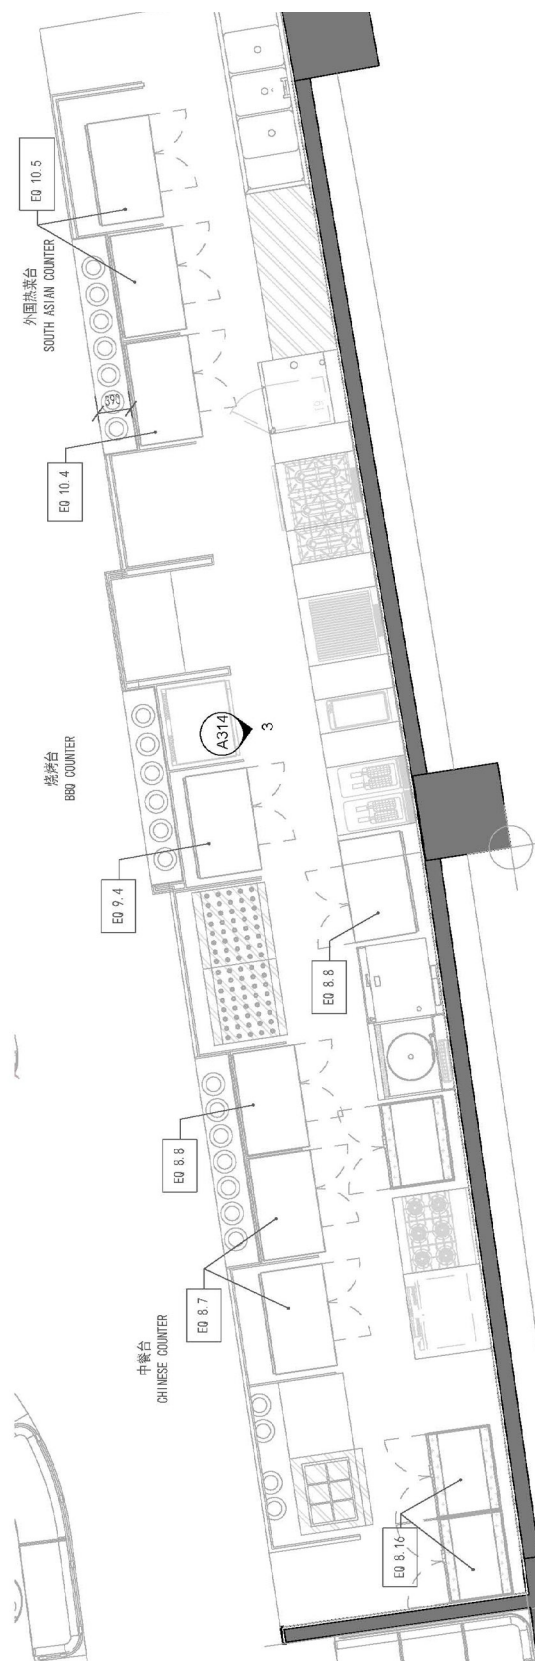 EQ 10.5
外国热菜台
SOUTH ASIAN COUNTER
393
EQ 10.4
A314
3
烧烤台
BBQ COUNTER
EQ 9.4
EQ 8.8
EQ 8.8
EQ 8.7
中餐台
CHINESE COUNTER
EQ 8.16